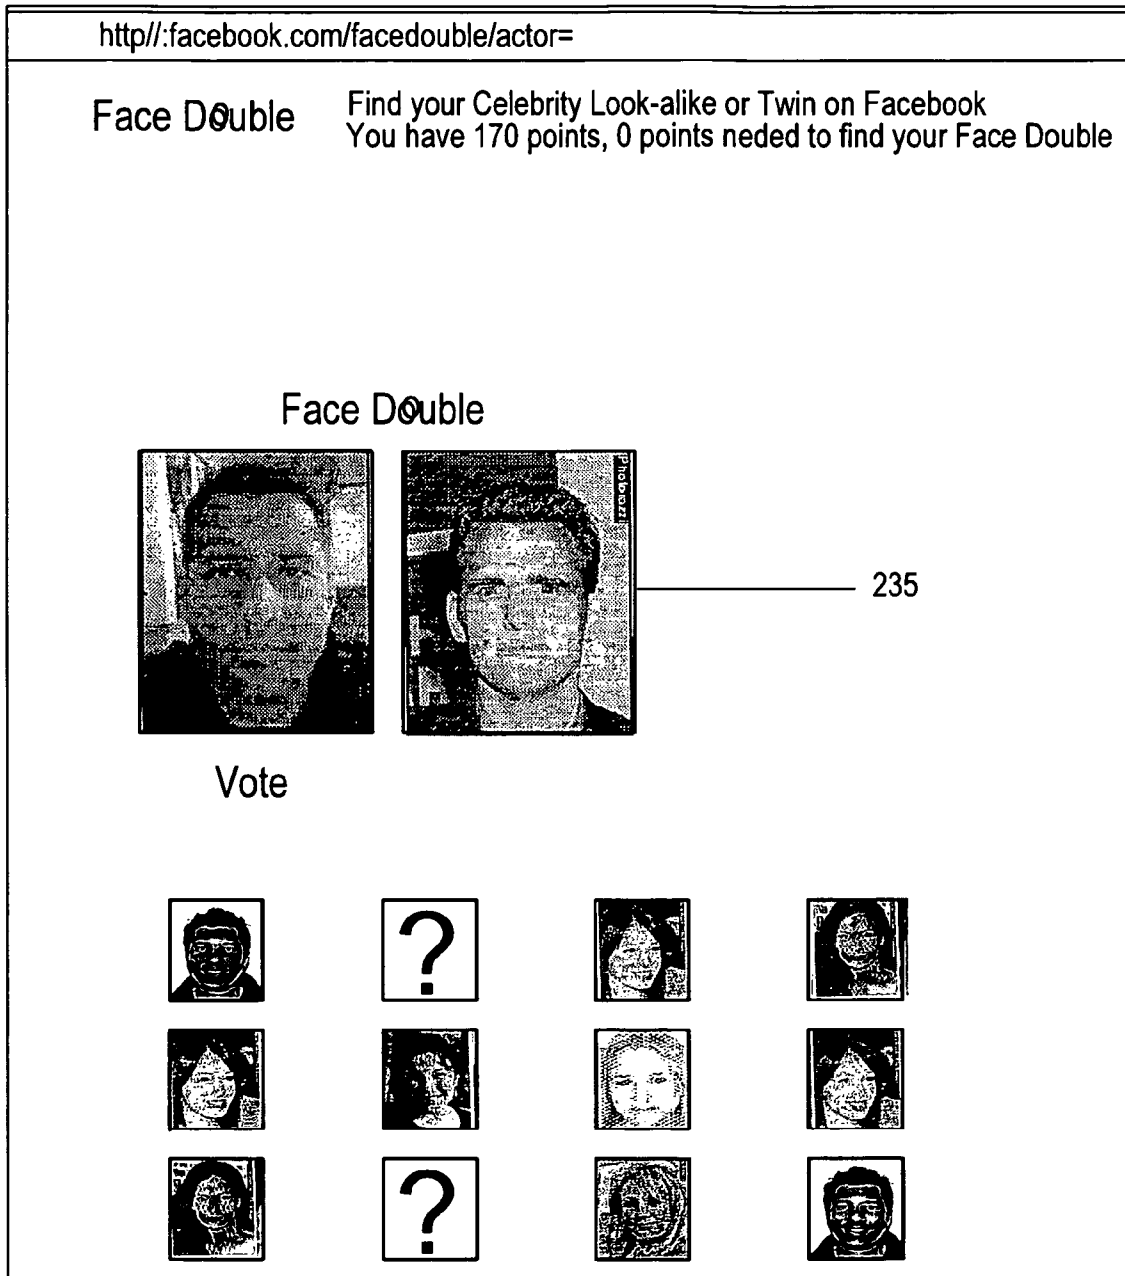 http//:facebook.com/facedouble/actor=
Face Double
Find your Celebrity Look-alike or Twin on Facebook
You have 170 points, 0 points neded to find your Face Double
Face Double
Phobozzi
235
Vote
?
?